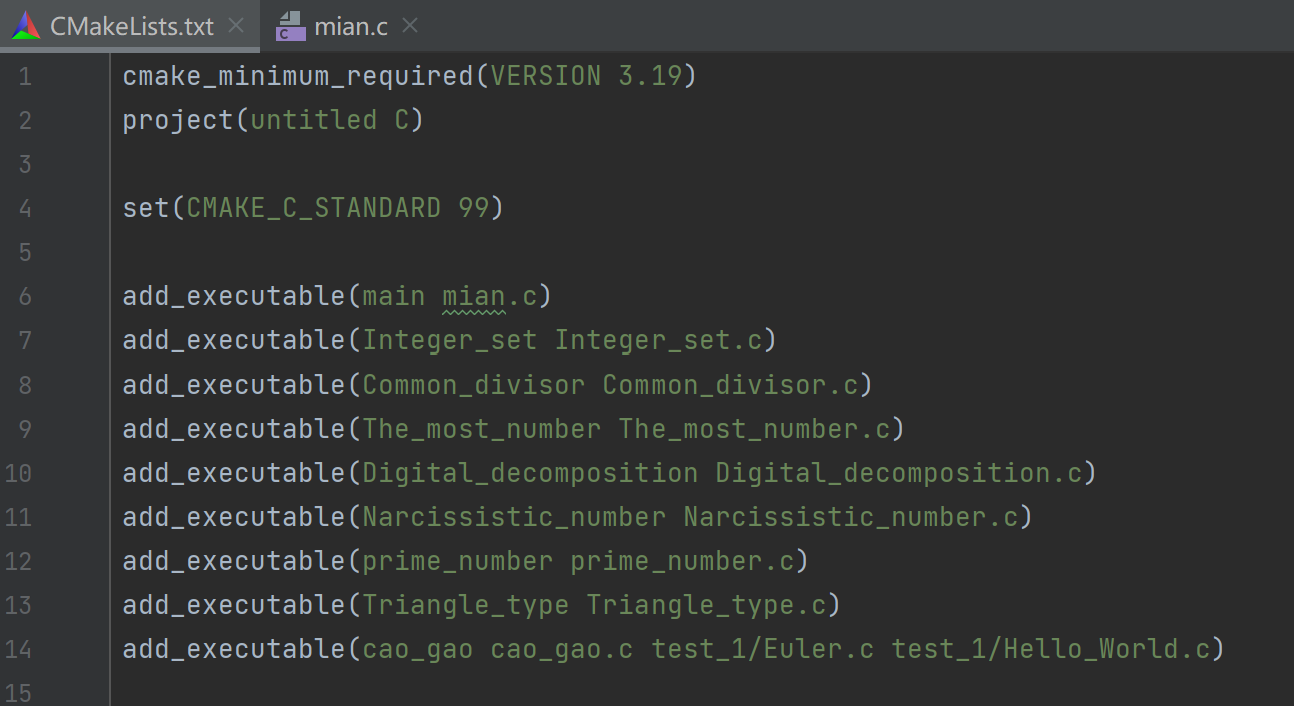 CMakeLists.txt mian.c
1 cmake_minimum_required(VERSION 3.19)
2 project(untitled C)
3
4 set(CMAKE_C_STANDARD 99)
5
6 add_executable(main mian.c)
7 add_executable(Integer_set Integer_set.c)
8 add_executable(Common_divisor Common_divisor.c)
9 add_executable(The_most_number The_most_number.c)
10 add_executable(Digital_decomposition Digital_decomposition.c)
11 add_executable(Narcissistic_number Narcissistic_number.c)
12 add_executable(prime_number prime_number.c)
13 add_executable(Triangle_type Triangle_type.c)
14 add_executable(cao_gao cao_gao.c test_1/Euler.c test_1/Hello_World.c)
15